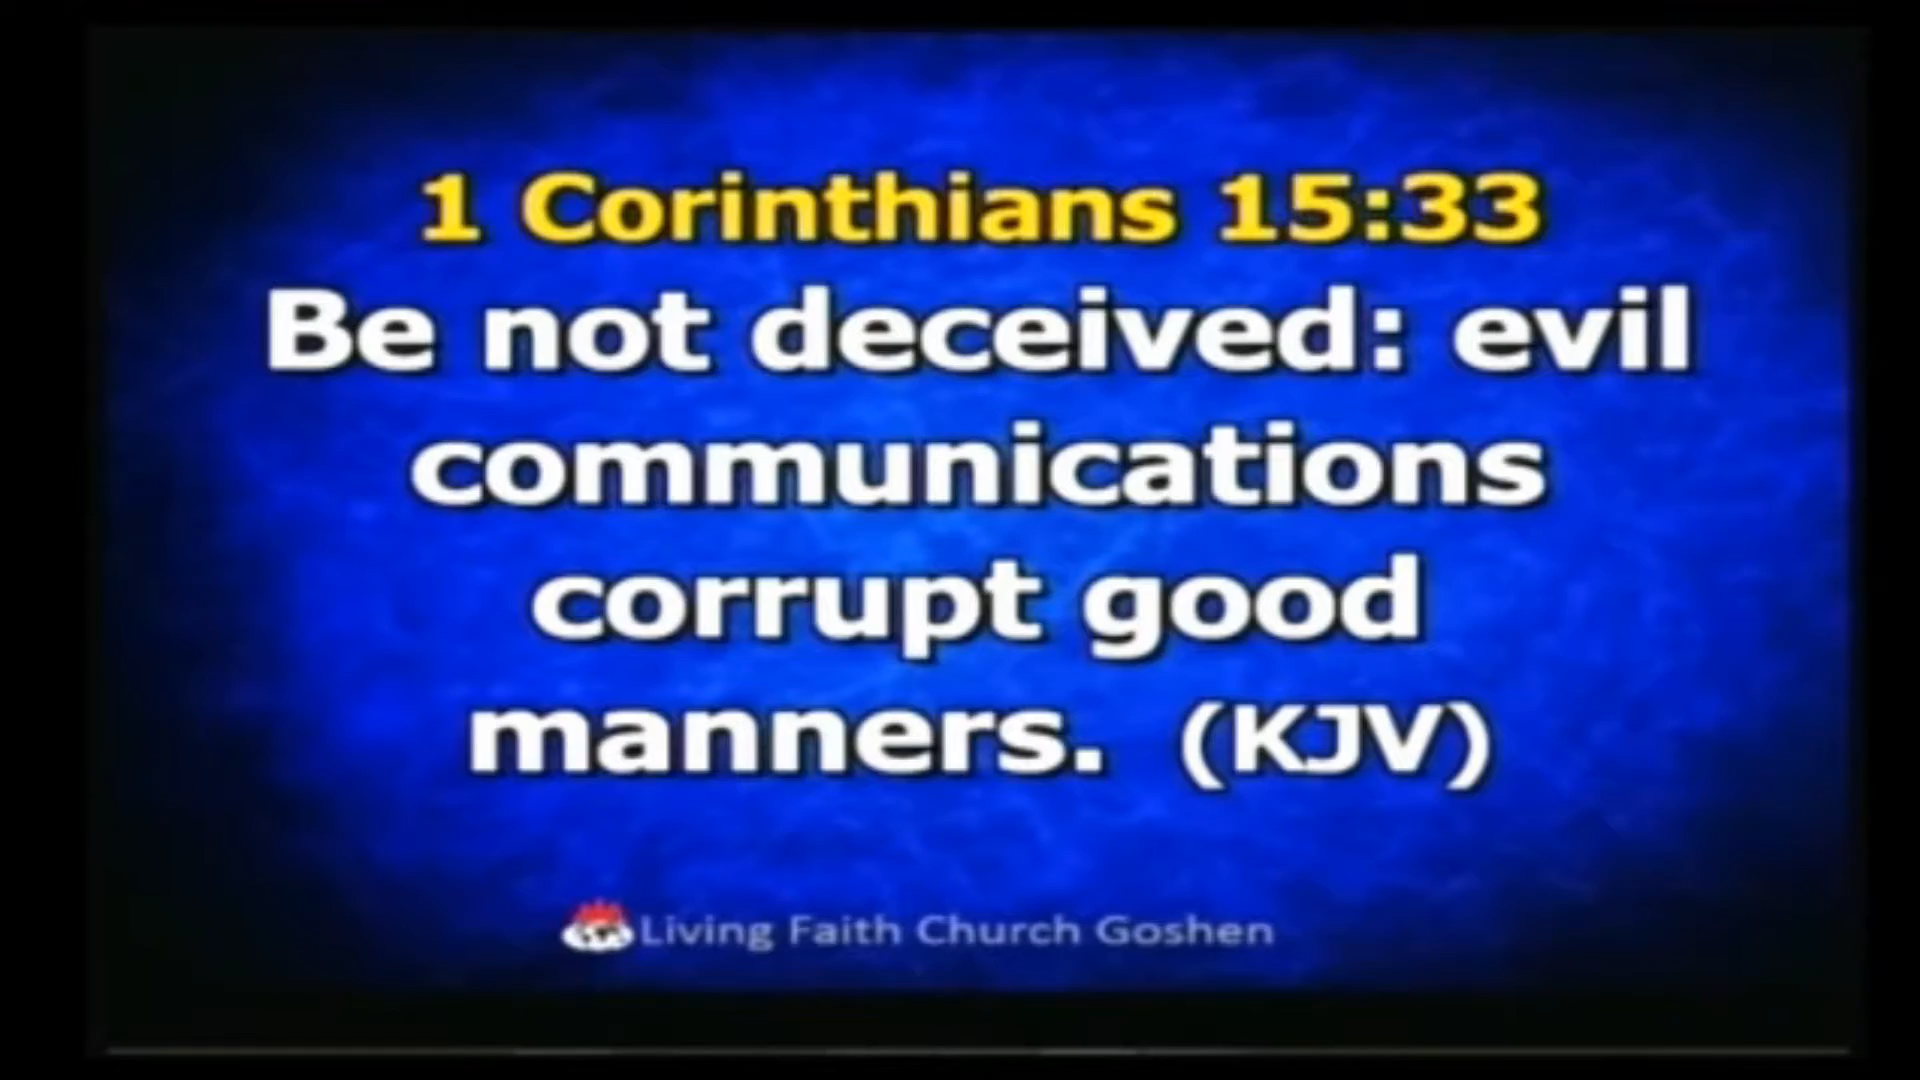 1 Corinthians 15:33
Be not deceived: evil
communications
corrupt good
manners. (KJV)
Living Faith Church Goshen